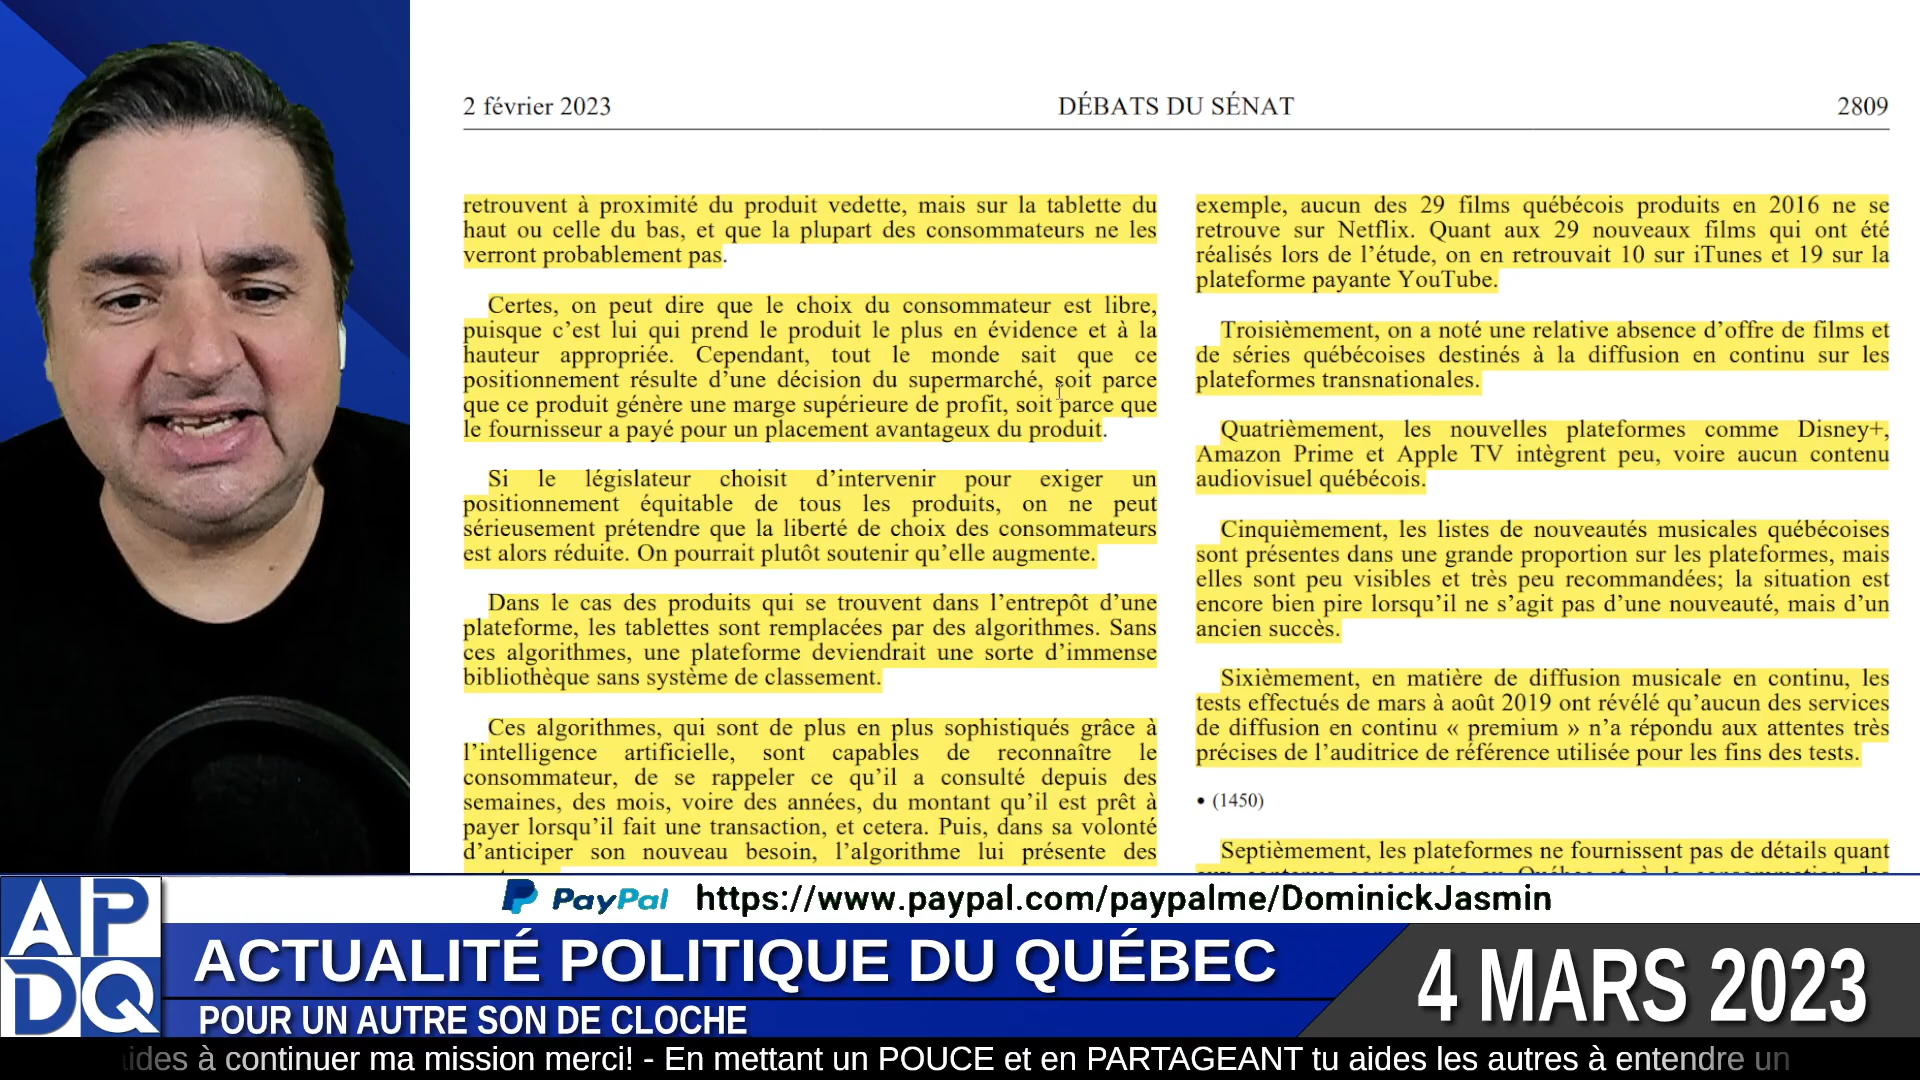 2 février 2023
DÉBATS DU SÉNAT
2809
retrouvent à proximité du produit vedette, mais sur la tablette du
haut ou celle du bas, et que la plupart des consommateurs ne les
verront probablement pas.
Certes, on peut dire que le choix du consommateur est libre,
puisque c’est lui qui prend le produit le plus en évidence et à la
hauteur appropriée. Cependant, tout le monde sait que ce
positionnement résulte d’une décision du supermarché, soit parce
que ce produit génère une marge supérieure de profit, soit parce que
le fournisseur a payé pour un placement avantageux du produit.
Si le législateur choisit d’intervenir pour exiger un
positionnement équitable de tous les produits, on ne peut
sérieusement prétendre que la liberté de choix des consommateurs
est alors réduite. On pourrait plutôt soutenir qu’elle augmente.
Dans le cas des produits qui se trouvent dans l’entrepôt d’une
plateforme, les tablettes sont remplacées par des algorithmes. Sans
ces algorithmes, une plateforme deviendrait une sorte d’immense
bibliothèque sans système de classement.
Ces algorithmes, qui sont de plus en plus sophistiqués grâce à
l’intelligence artificielle, sont capables de reconnaître le
consommateur, de se rappeler ce qu’il a consulté depuis des
semaines, des mois, voire des années, du montant qu’il est prêt à
payer lorsqu’il fait une transaction, et cetera. Puis, dans sa volonté
d’anticiper son nouveau besoin, l’algorithme lui présente des
exemple, aucun des 29 films québécois produits en 2016 ne se
retrouve sur Netflix. Quant aux 29 nouveaux films qui ont été
réalisés lors de l’étude, on en retrouvait 10 sur iTunes et 19 sur la
plateforme payante YouTube.
Troisièmement, on a noté une relative absence d’offre de films et
de séries québécoises destinés à la diffusion en continu sur les
plateformes transnationales.
Quatrièmement, les nouvelles plateformes comme Disney+,
Amazon Prime et Apple TV intègrent peu, voire aucun contenu
audiovisuel québécois.
Cinquièmement, les listes de nouveautés musicales québécoises
sont présentes dans une grande proportion sur les plateformes, mais
elles sont peu visibles et très peu recommandées; la situation est
encore bien pire lorsqu’il ne s’agit pas d’une nouveauté, mais d’un
ancien succès.
Sixièmement, en matière de diffusion musicale en continu, les
tests effectués de mars à août 2019 ont révélé qu’aucun des services
de diffusion en continu « premium » n’a répondu aux attentes très
précises de l’auditrice de référence utilisée pour les fins des tests.
• (1450)
Septièmement, les plateformes ne fournissent pas de détails quant
PayPal https://www.paypal.com/paypalme/DominickJasmin
AP
DQ
ACTUALITÉ POLITIQUE DU QUÉBEC
POUR UN AUTRE SON DE CLOCHE
4 MARS 2023
ides à continuer ma mission merci! - En mettant un POUCE et en PARTAGEANT tu aides les autres à entendre un